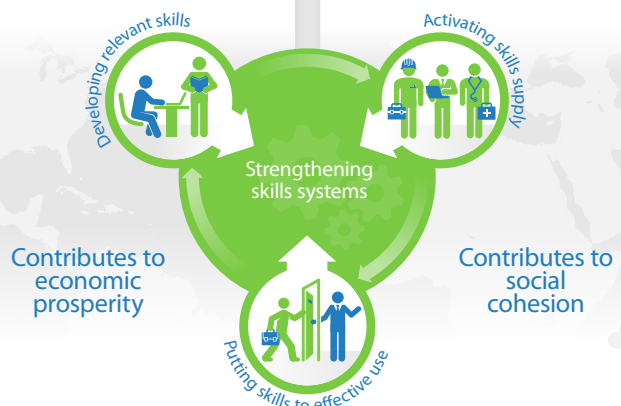 Developing relevant skills
Activating skills supply
Strengthening
skills systems
Contributes to
economic
prosperity
Contributes to
social
cohesion
Putting skills to effective use